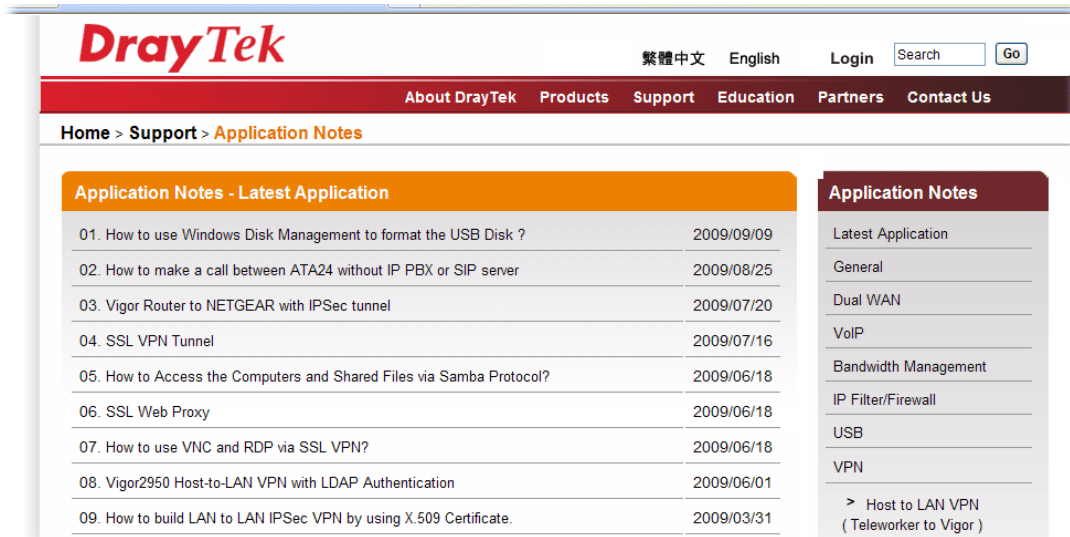 DrayTek
繁體中文 English Login Search Go
About DrayTek Products Support Education Partners Contact Us
Home > Support > Application Notes
Application Notes - Latest Application
01. How to use Windows Disk Management to format the USB Disk ? 2009/09/09
02. How to make a call between ATA24 without IP PBX or SIP server 2009/08/25
03. Vigor Router to NETGEAR with IPSec tunnel 2009/07/20
04. SSL VPN Tunnel 2009/07/16
05. How to Access the Computers and Shared Files via Samba Protocol? 2009/06/18
06. SSL Web Proxy 2009/06/18
07. How to use VNC and RDP via SSL VPN? 2009/06/18
08. Vigor2950 Host-to-LAN VPN with LDAP Authentication 2009/06/01
09. How to build LAN to LAN IPSec VPN by using X.509 Certificate. 2009/03/31
Application Notes
Latest Application
General
Dual WAN
VoIP
Bandwidth Management
IP Filter/Firewall
USB
VPN
> Host to LAN VPN
( Teleworker to Vigor )